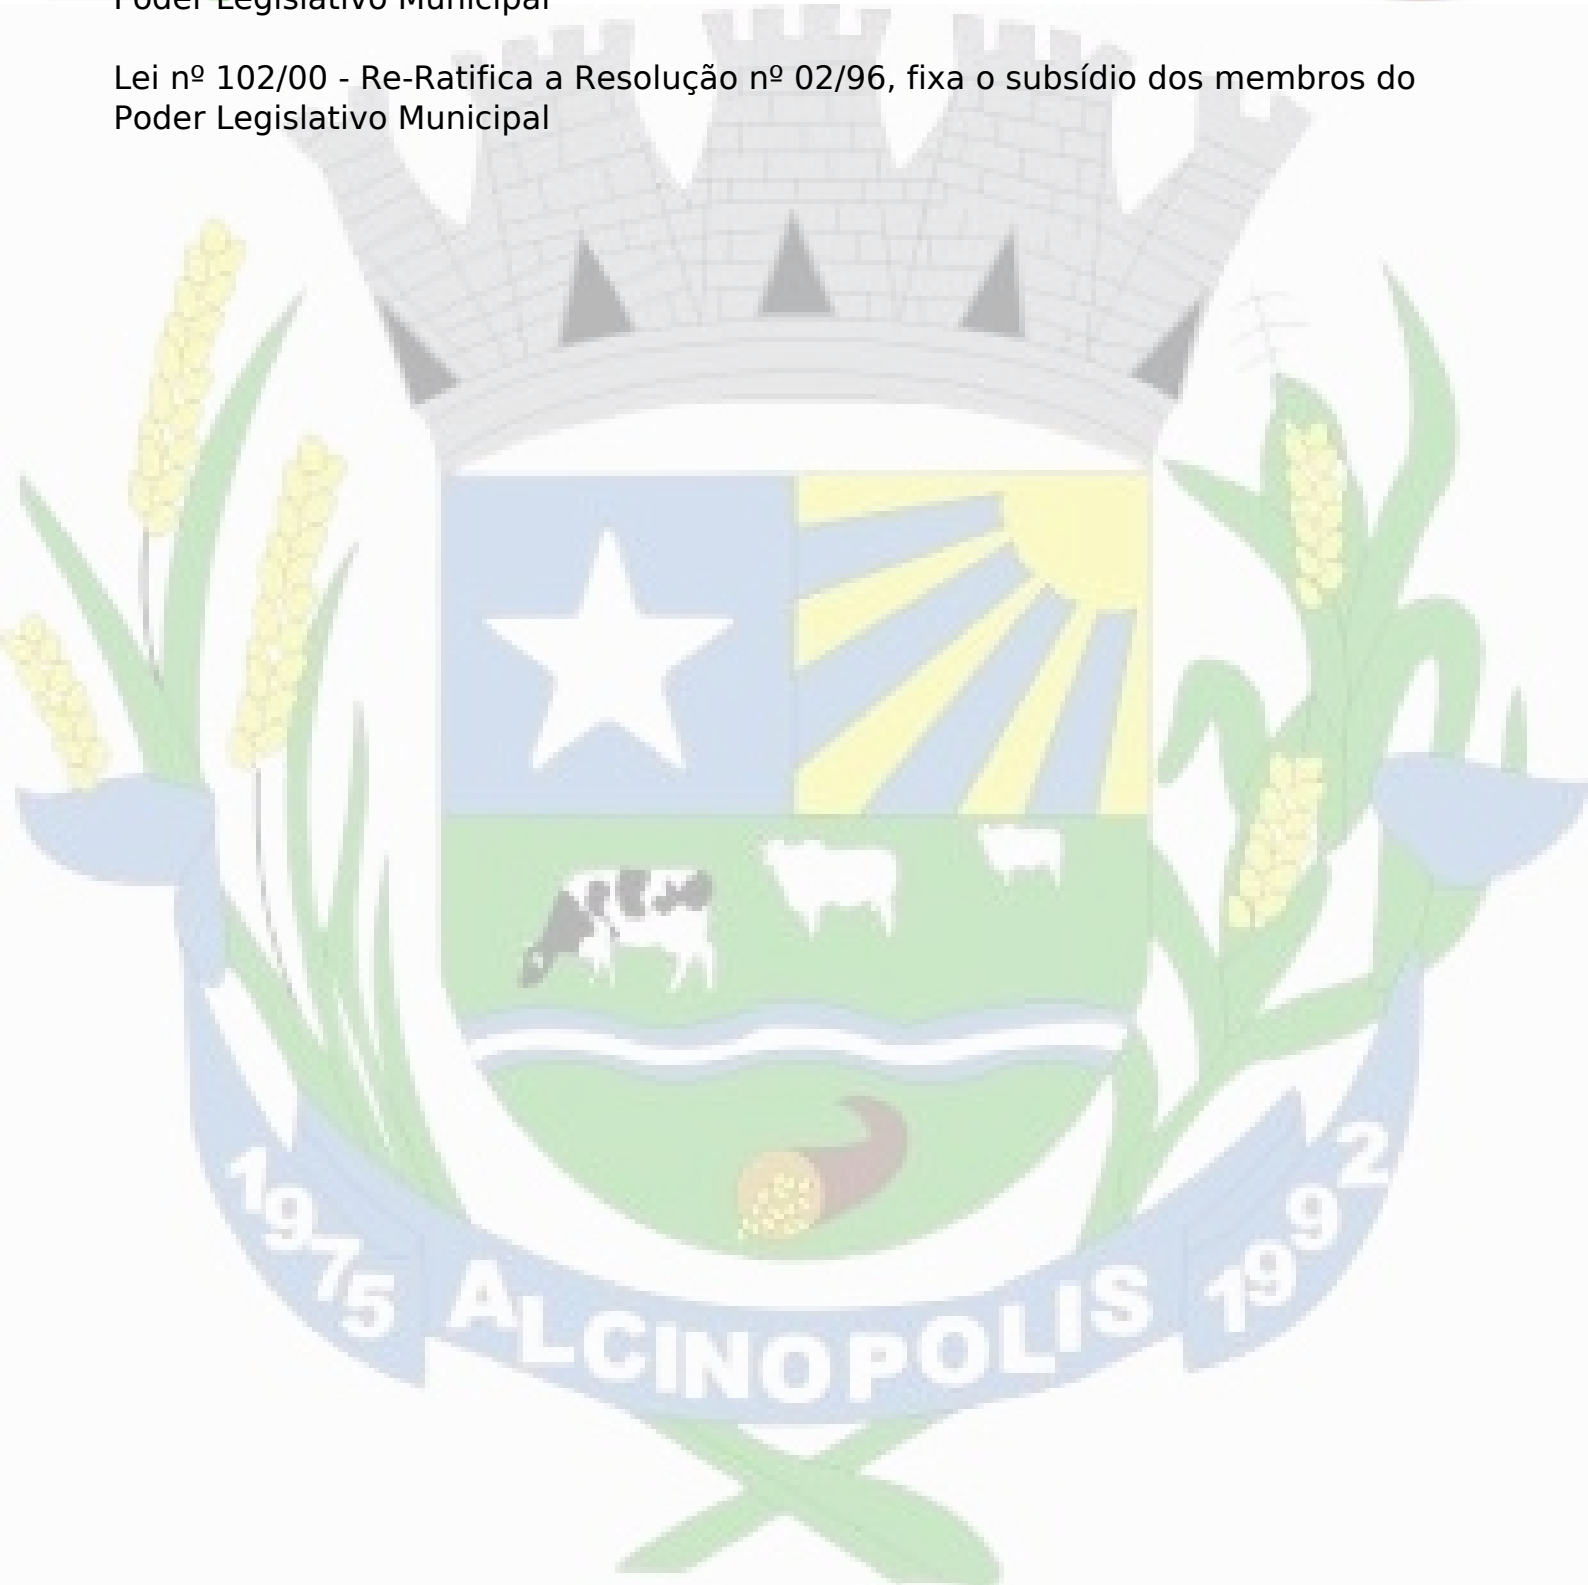 Poder Legislativo Municipal
Lei nº 102/00 - Re-Ratifica a Resolução nº 02/96, fixa o subsídio dos membros do
Poder Legislativo Municipal
1975 ALCINOPOLIS 1992